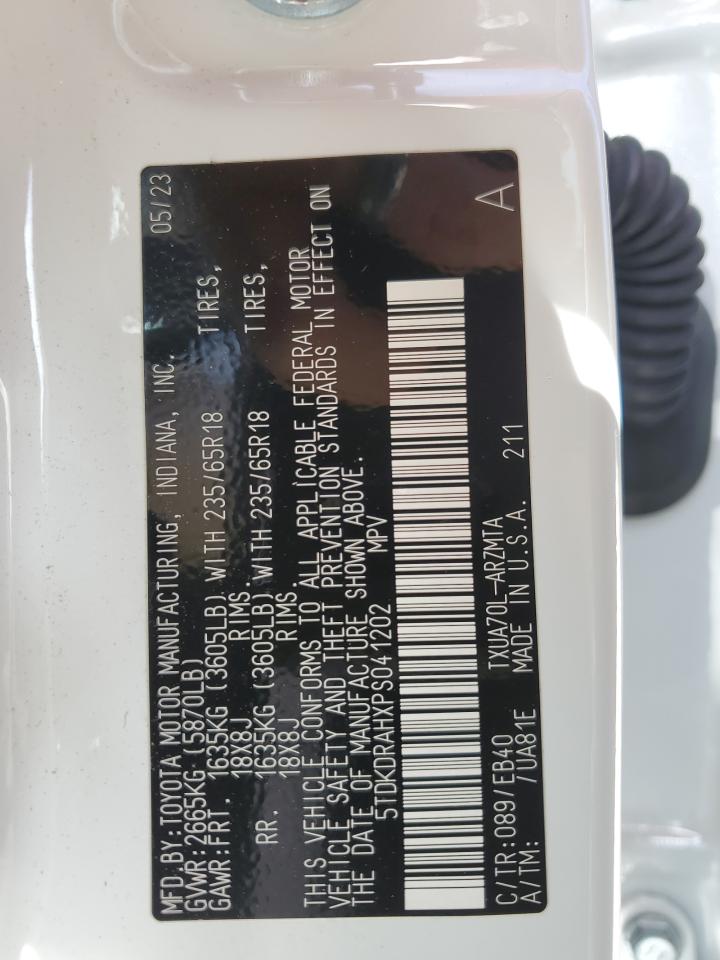 MFD.BY:TOYOTA MOTOR MANUFACTURING, INDIANA, INC. 05/23
GVWR:2665KG (5870LB)
GAWR:FRT. 1635KG (3605LB) WITH 235/65R18 TIRES,
18X8J RIMS.
RR. 1635KG (3605LB) WITH 235/65R18 TIRES,
18X8J RIMS.
THIS VEHICLE CONFORMS TO ALL APPLICABLE FEDERAL MOTOR
VEHICLE SAFETY AND THEFT PREVENTION STANDARDS IN EFFECT ON
THE DATE OF MANUFACTURE SHOWN ABOVE.
5TDKDRAHXPS041202 MPV
C/TR:089/EB40 TXUA70L-ARZMTA A
A/TM: /UA81E MADE IN U.S.A. 211